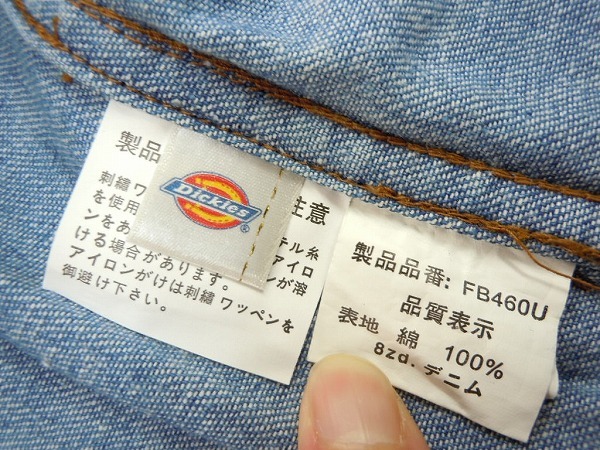 製品
注意
刺繍ワ
を使用
テル糸
ンをあ
アイロ
ける場合があります。
ンが溶
アイロンがけは刺繍ワッペンを
御避け下さい。
Dickies
製品品番: FB460U
品質表示
表地 綿 100%
8zd. デニム